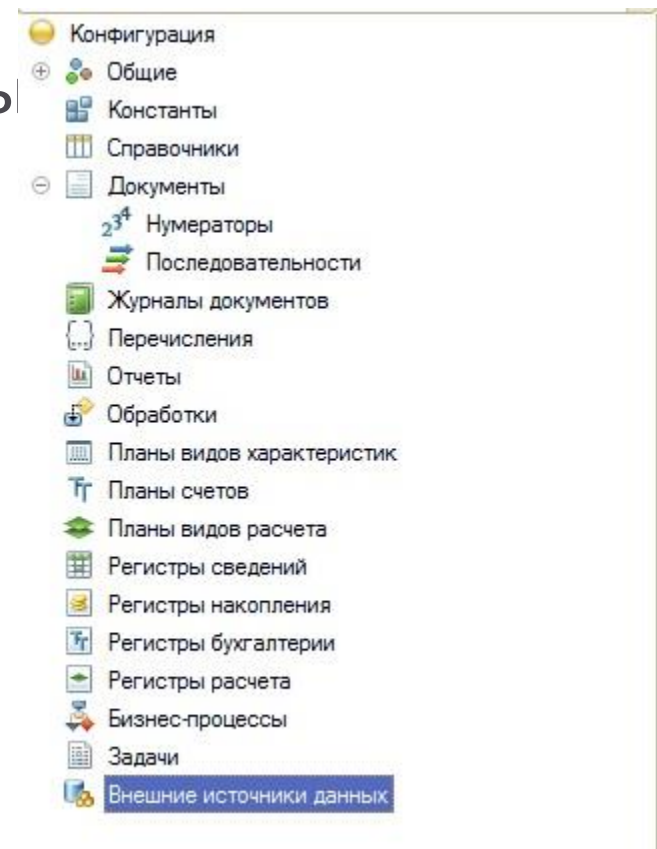 Конфигурация
Общие
Константы
Справочники
Документы
Нумераторы
Последовательности
Журналы документов
Перечисления
Отчеты
Обработки
Планы видов характеристик
Планы счетов
Планы видов расчета
Регистры сведений
Регистры накопления
Регистры бухгалтерии
Регистры расчета
Бизнес-процессы
Задачи
Внешние источники данных